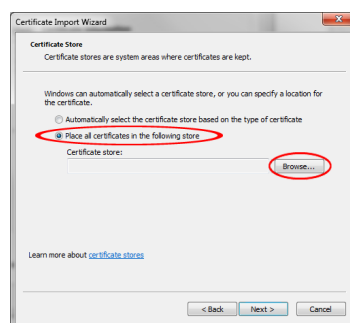 Certificate Import Wizard
Certificate Store
Certificate stores are system areas where certificates are kept.
Windows can automatically select a certificate store, or you can specify a location for
the certificate.
Automatically select the certificate store based on the type of certificate
Place all certificates in the following store
Certificate store:
Browse...
Learn more about certificate stores
< Back Next > Cancel